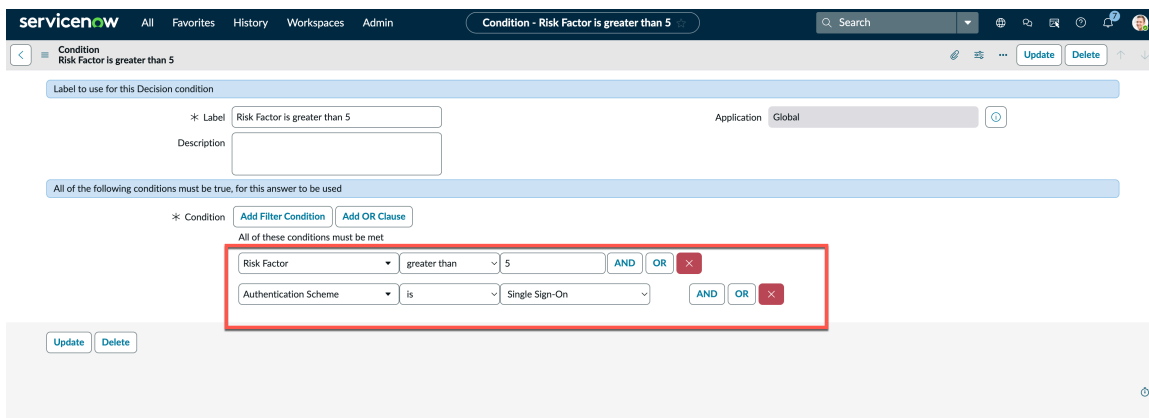 servicenow All Favorites History Workspaces Admin Condition - Risk Factor is greater than 5 Search 7
Condition
Risk Factor is greater than 5 Update Delete
Label to use for this Decision condition
Label Risk Factor is greater than 5 Application Global
Description
All of the following conditions must be true, for this answer to be used
Condition Add Filter Condition Add OR Clause
All of these conditions must be met
Risk Factor greater than 5 AND OR
Authentication Scheme is Single Sign-On AND OR
Update Delete